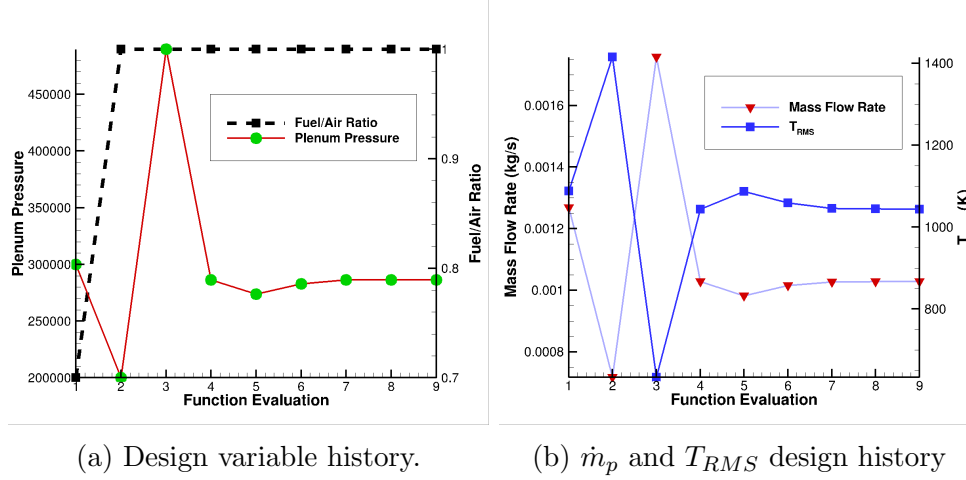 450000
400000
350000
300000
250000
200000
Plenum Pressure
1 2 3 4 5 6 7 8 9
Function Evaluation
1
0.9
0.8
0.7
Fuel/Air Ratio
Fuel/Air Ratio
Plenum Pressure
(a) Design variable history.
0.0016
0.0014
0.0012
0.001
0.0008
Mass Flow Rate (kg/s)
1 2 3 4 5 6 7 8 9
Function Evaluation
1400
1200
1000
800
T (K)
Mass Flow Rate
T_RMS
(b) ṁ_p and T_RMS design history